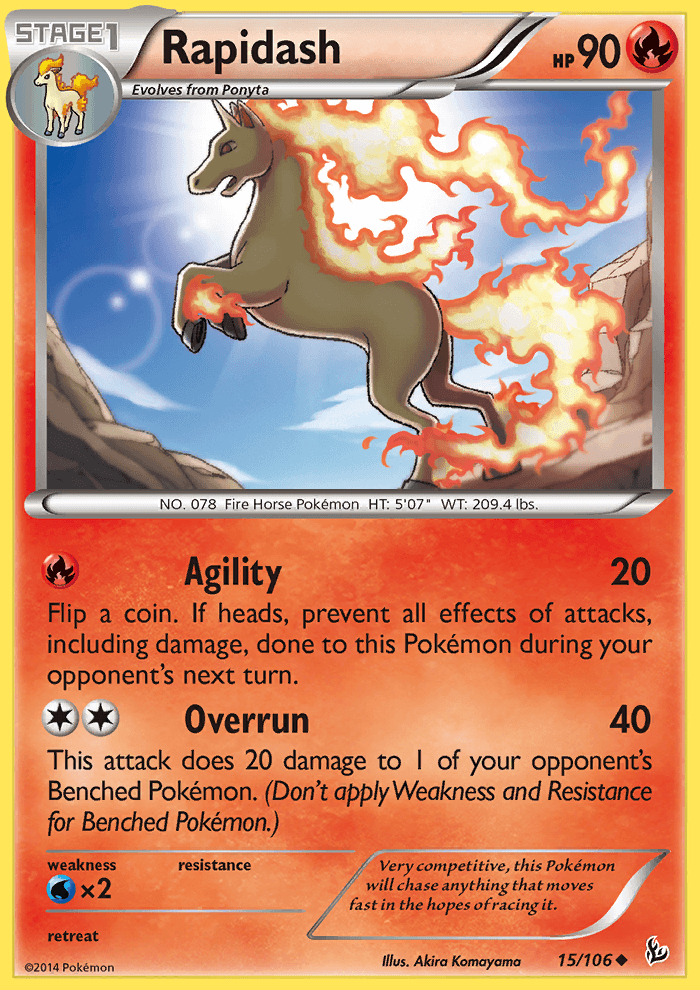 STAGE1
Rapidash
HP 90
Evolves from Ponyta
NO. 078 Fire Horse Pokémon HT: 5'07" WT: 209.4 lbs.
Agility 20
Flip a coin. If heads, prevent all effects of attacks,
including damage, done to this Pokémon during your
opponent's next turn.
Overrun 40
This attack does 20 damage to 1 of your opponent's
Benched Pokémon. (Don't apply Weakness and Resistance
for Benched Pokémon.)
weakness resistance
×2
Very competitive, this Pokémon
will chase anything that moves
fast in the hopes of racing it.
retreat
©2014 Pokémon
Illus. Akira Komayama
15/106